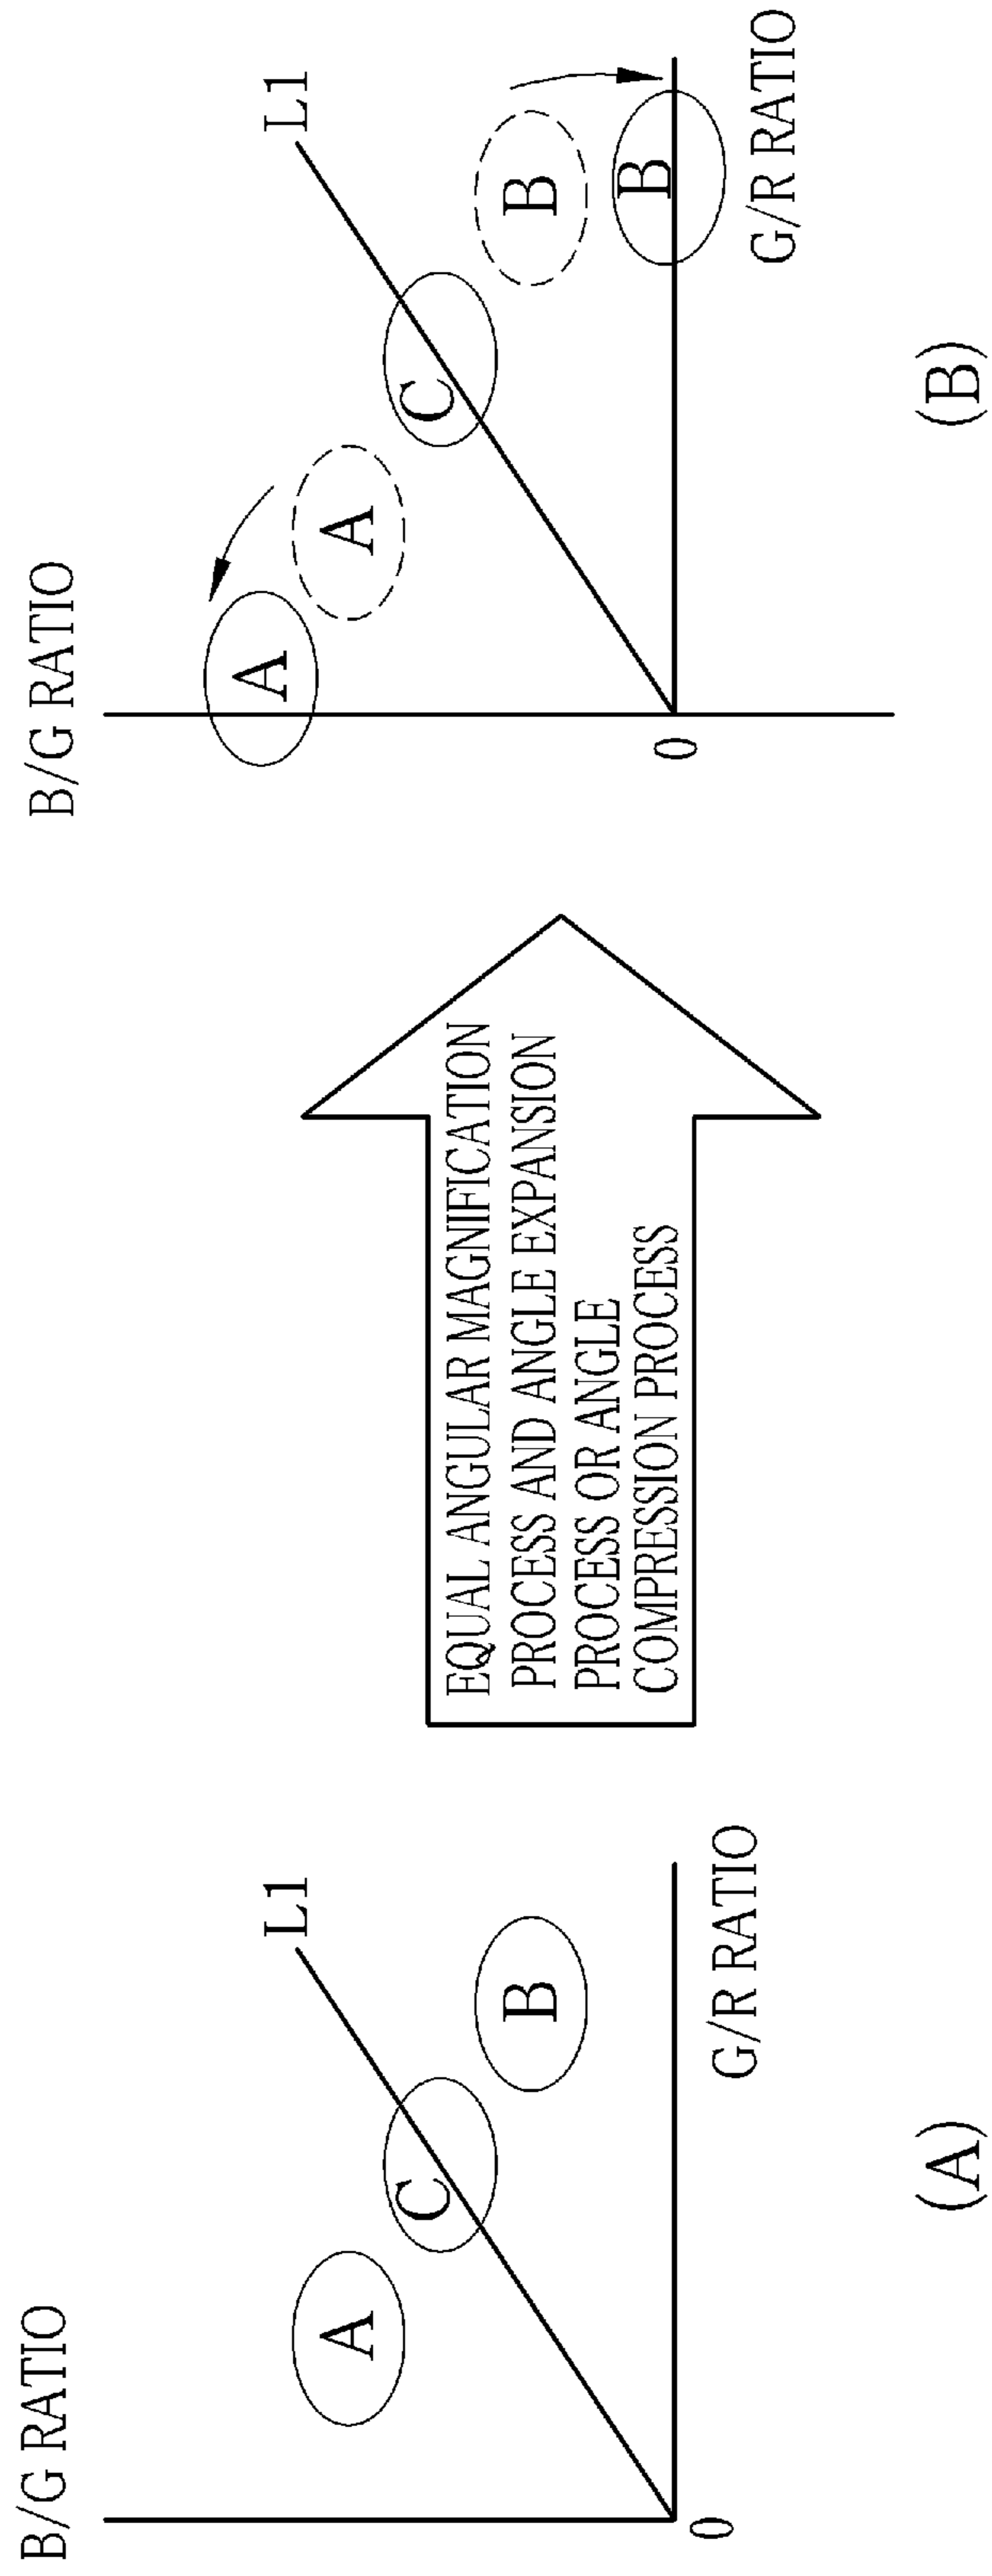 B/G RATIO
L1
A
C
B
0
G/R RATIO
(A)
EQUAL ANGULAR MAGNIFICATION
PROCESS AND ANGLE EXPANSION
PROCESS OR ANGLE
COMPRESSION PROCESS
B/G RATIO
L1
A
A
C
B
B
0
G/R RATIO
(B)